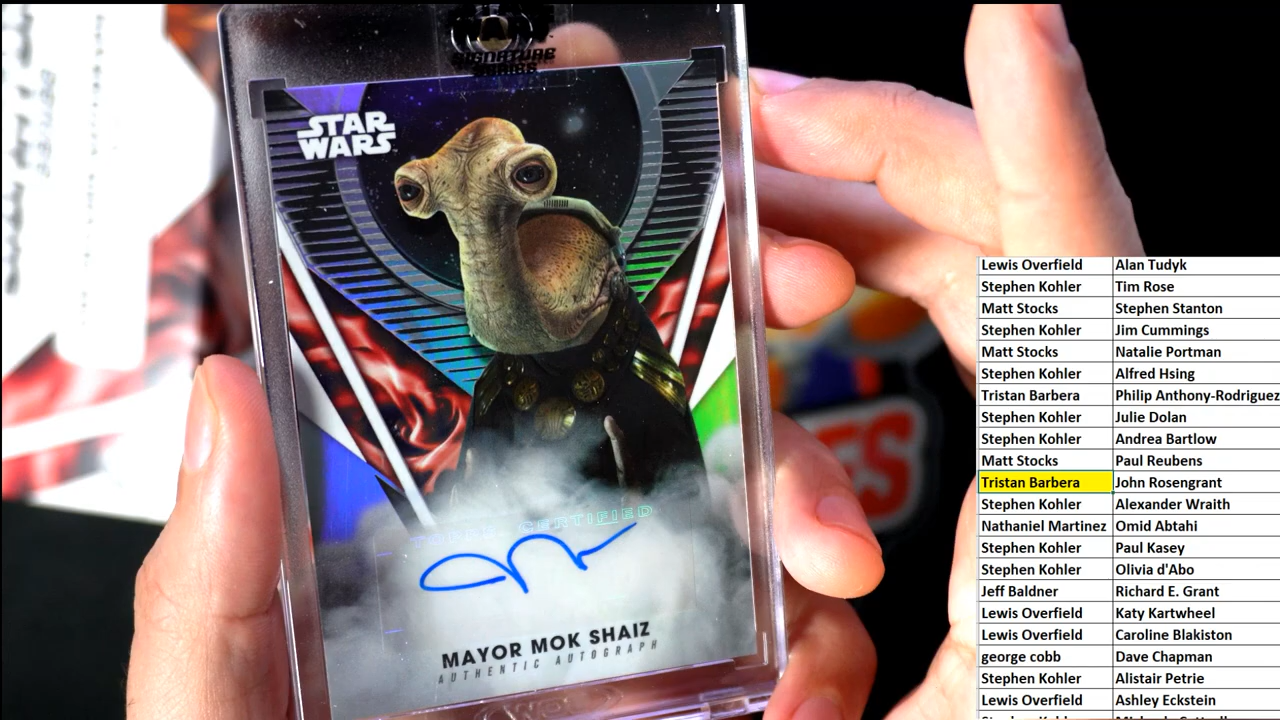 SIGNATURE
SERIES
STAR
WARS
CERTIFIED
MAYOR MOK SHAIZ
AUTHENTIC AUTOGRAPH
Lewis Overfield Alan Tudyk
Stephen Kohler Tim Rose
Matt Stocks Stephen Stanton
Stephen Kohler Jim Cummings
Matt Stocks Natalie Portman
Stephen Kohler Alfred Hsing
Tristan Barbera Philip Anthony-Rodriguez
Stephen Kohler Julie Dolan
Stephen Kohler Andrea Bartlow
Matt Stocks Paul Reubens
Tristan Barbera John Rosengrant
Stephen Kohler Alexander Wraith
Nathaniel Martinez Omid Abtahi
Stephen Kohler Paul Kasey
Stephen Kohler Olivia d'Abo
Jeff Baldner Richard E. Grant
Lewis Overfield Katy Kartwheel
Lewis Overfield Caroline Blakiston
george cobb Dave Chapman
Stephen Kohler Alistair Petrie
Lewis Overfield Ashley Eckstein